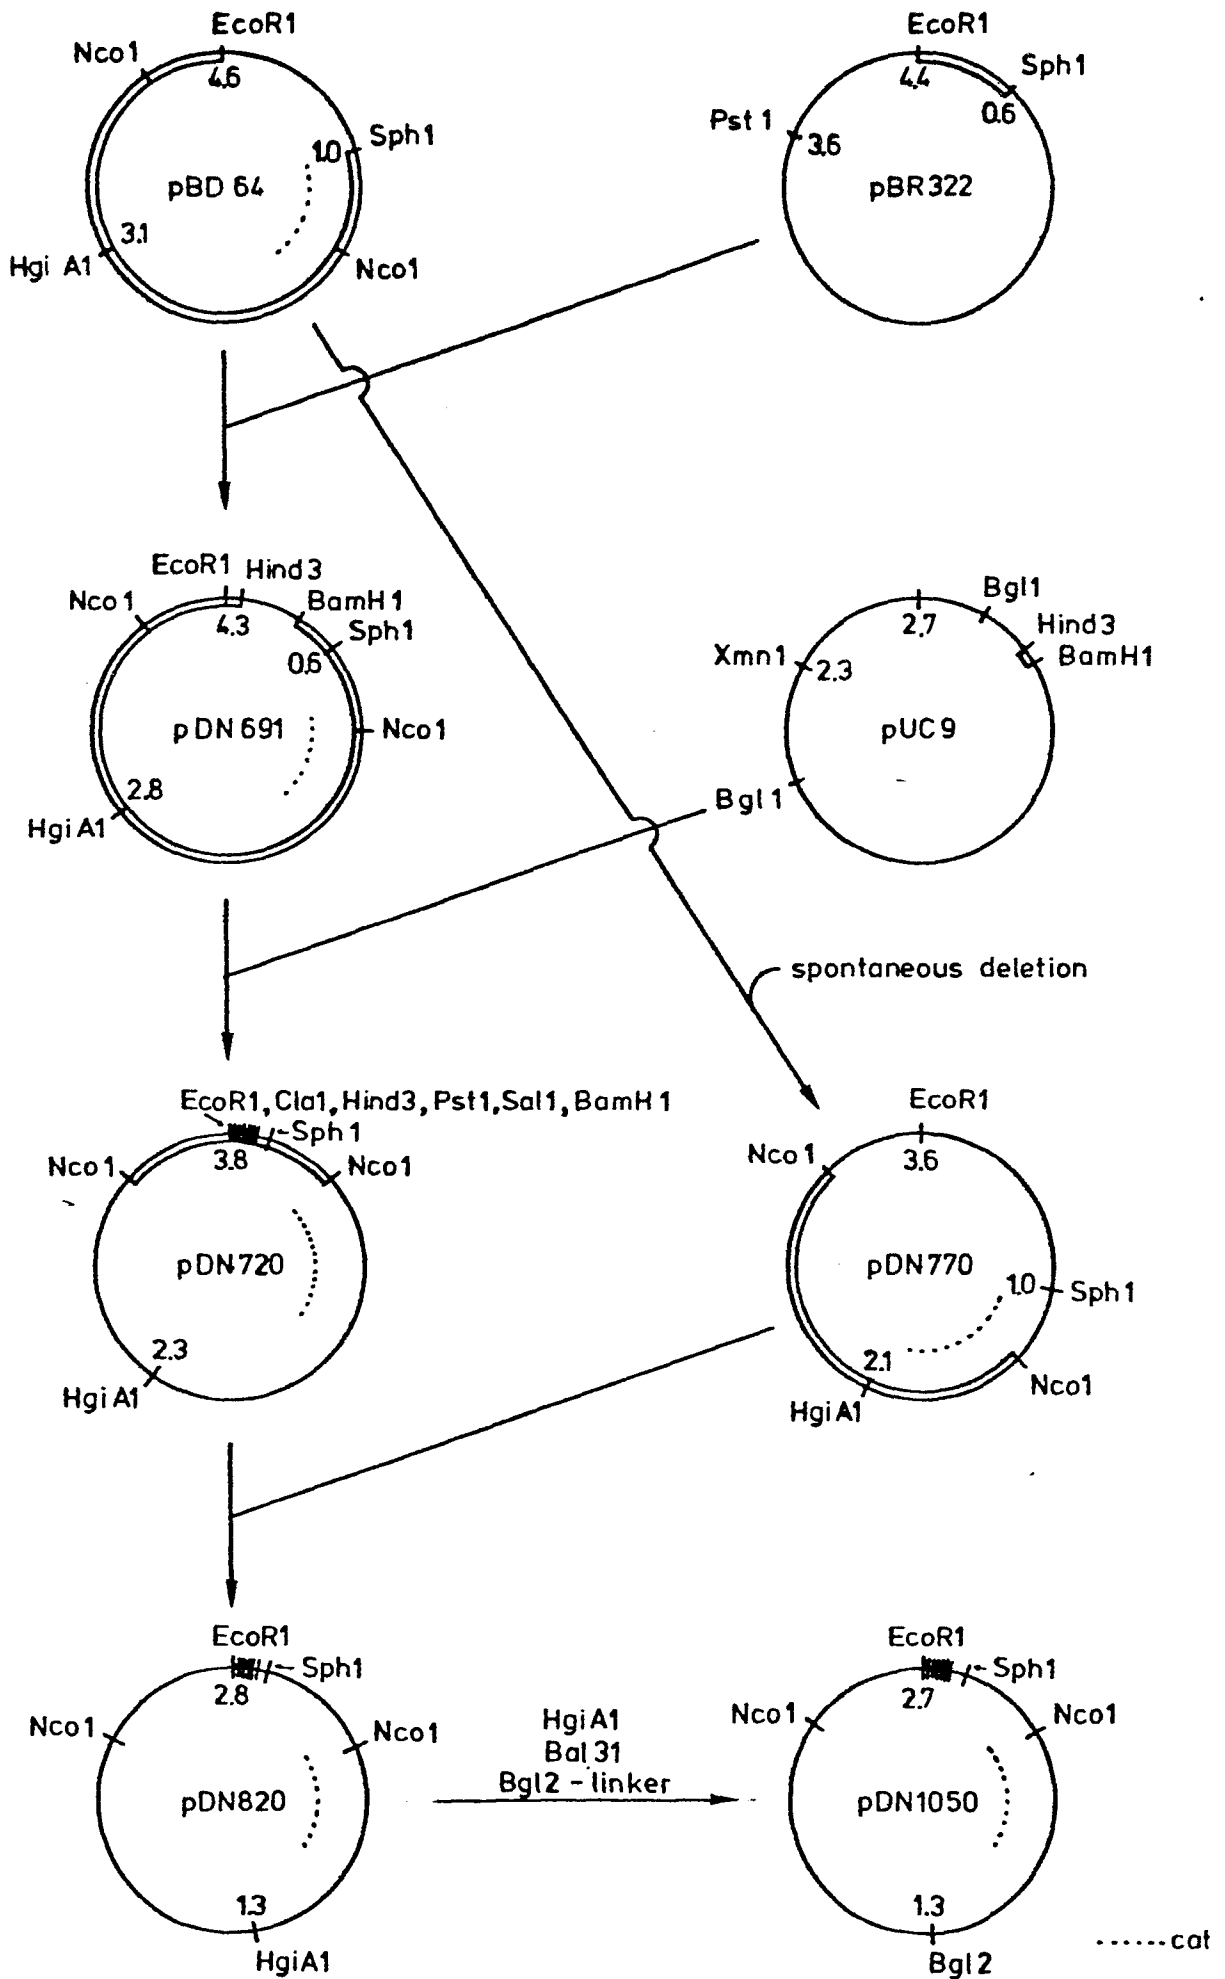 EcoR1
Nco1
4.6
Sph1
1.0
pBD 64
3.1
Hgi A1
Nco1
EcoR1
4.4
Sph1
0.6
Pst 1
3.6
pBR322
EcoR1 Hind3
Nco1
BamH1
4.3
Sph1
0.6
pDN691
Nco1
2.8
HgiA1
Bgl1
2.7
Hind3
Xmn1
2.3
BamH1
pUC9
Bgl1
spontaneous deletion
EcoR1, Cla1, Hind3, Pst1, Sal1, BamH1
Sph1
Nco1
3.8
Nco1
pDN720
2.3
HgiA1
EcoR1
Nco1
3.6
pDN770
1.0
Sph1
2.1
Nco1
HgiA1
EcoR1
Sph1
2.8
Nco1
Nco1
pDN820
1.3
HgiA1
HgiA1
Bal31
Bgl2-linker
EcoR1
Sph1
2.7
Nco1
Nco1
pDN1050
1.3
Bgl2
......cat